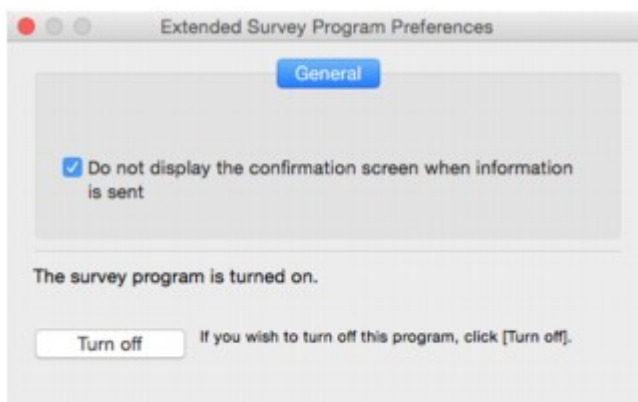 Extended Survey Program Preferences
General
Do not display the confirmation screen when information
is sent
The survey program is turned on.
Turn off
If you wish to turn off this program, click [Turn off].